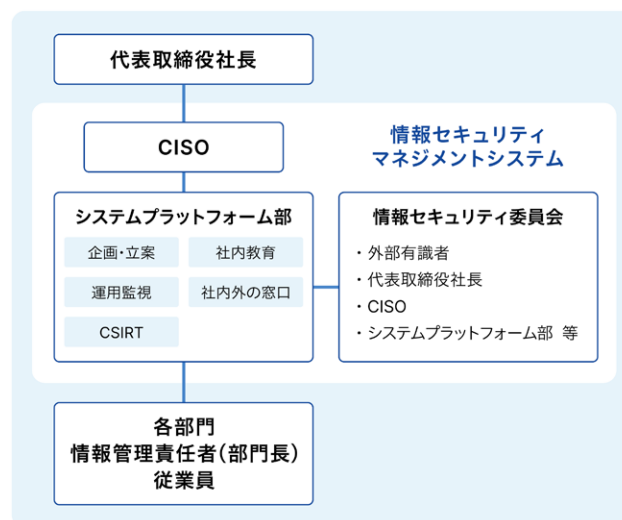 代表取締役社長
CISO
情報セキュリティ
マネジメントシステム
システムプラットフォーム部
企画・立案
社内教育
運用監視
社内外の窓口
CSIRT
情報セキュリティ委員会
・外部有識者
・代表取締役社長
・CISO
・システムプラットフォーム部 等
各部門
情報管理責任者(部門長)
従業員